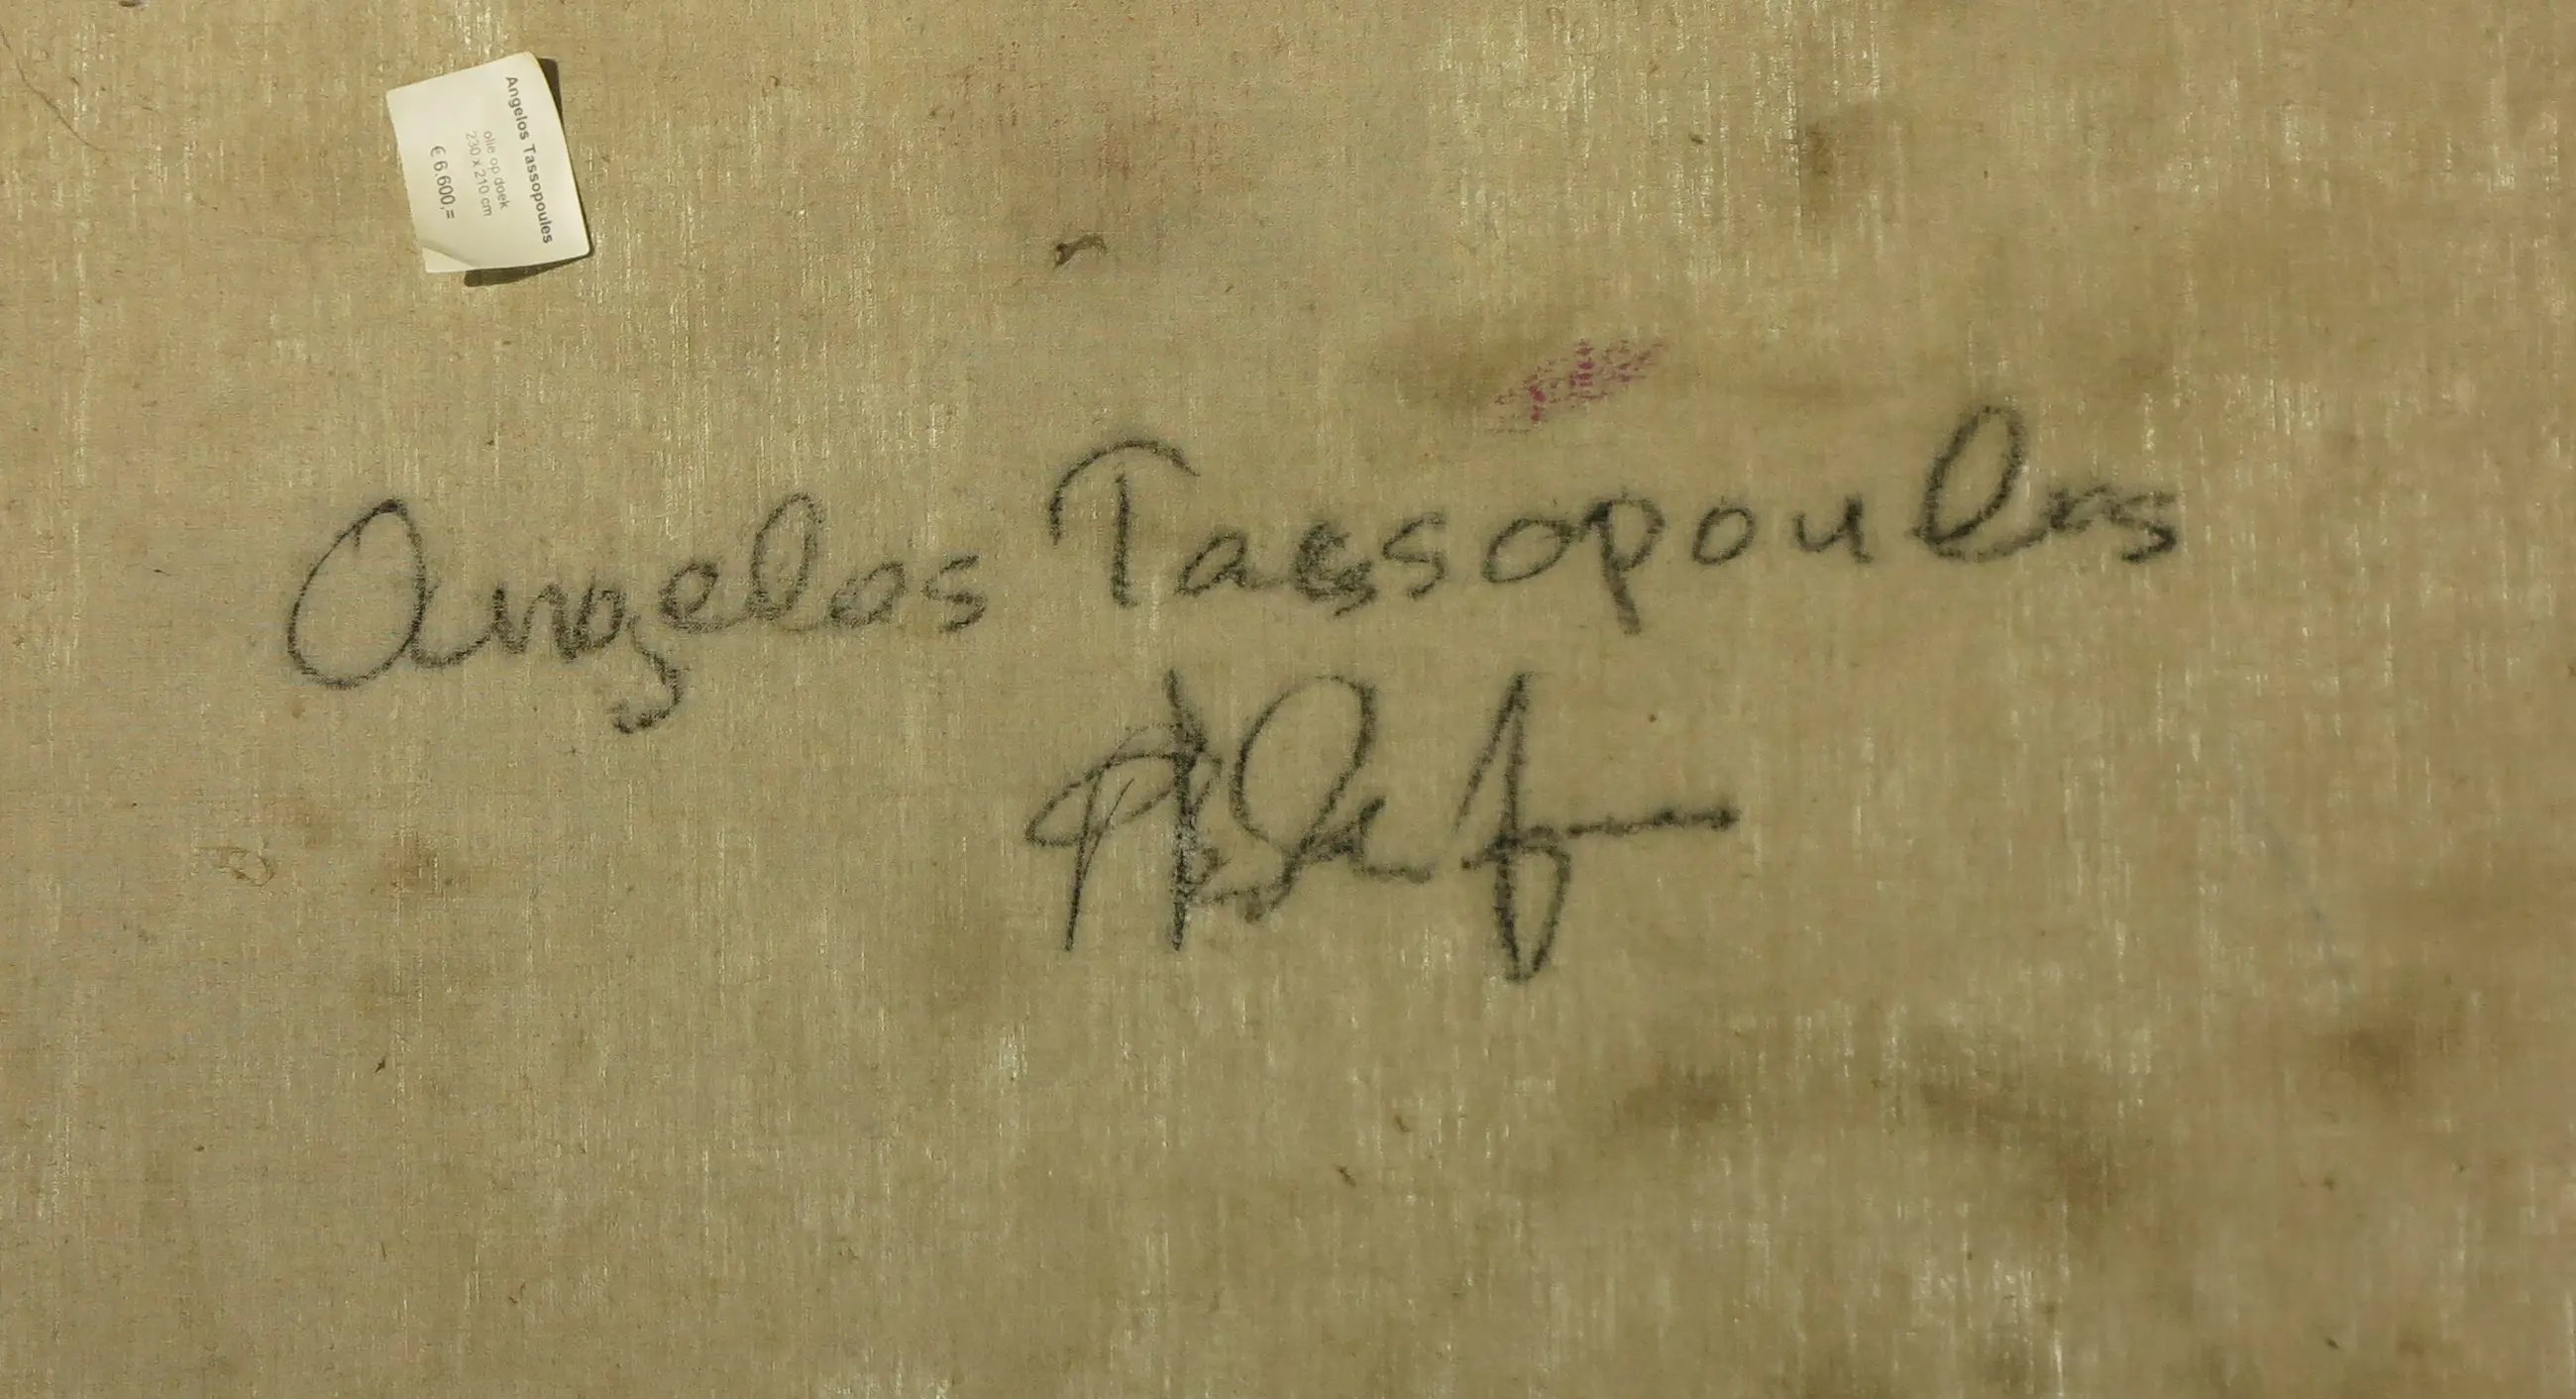 Angelos Tassopoules
olie op doek
230 x 210 cm
€ 6.600,=
Angelos Tassopoulos